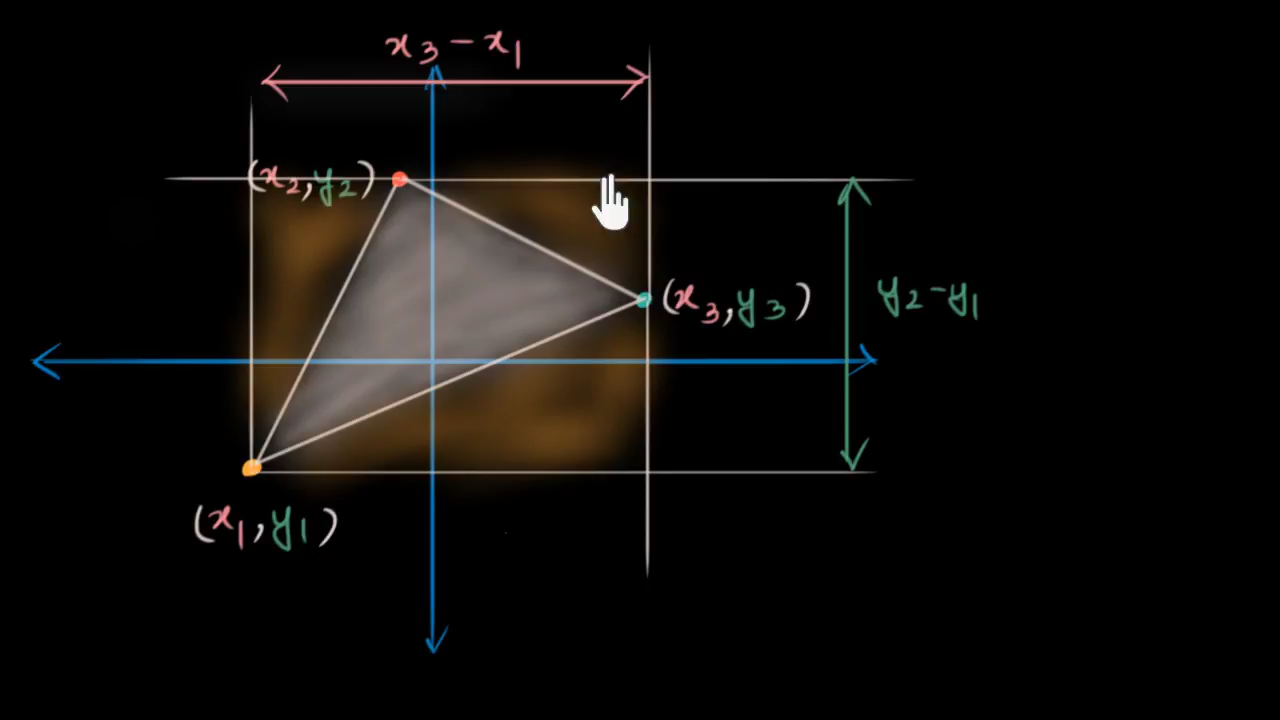 x₃ - x₁
(x₂, y₂)
(x₃, y₃)
y₂ - y₁
(x₁, y₁)